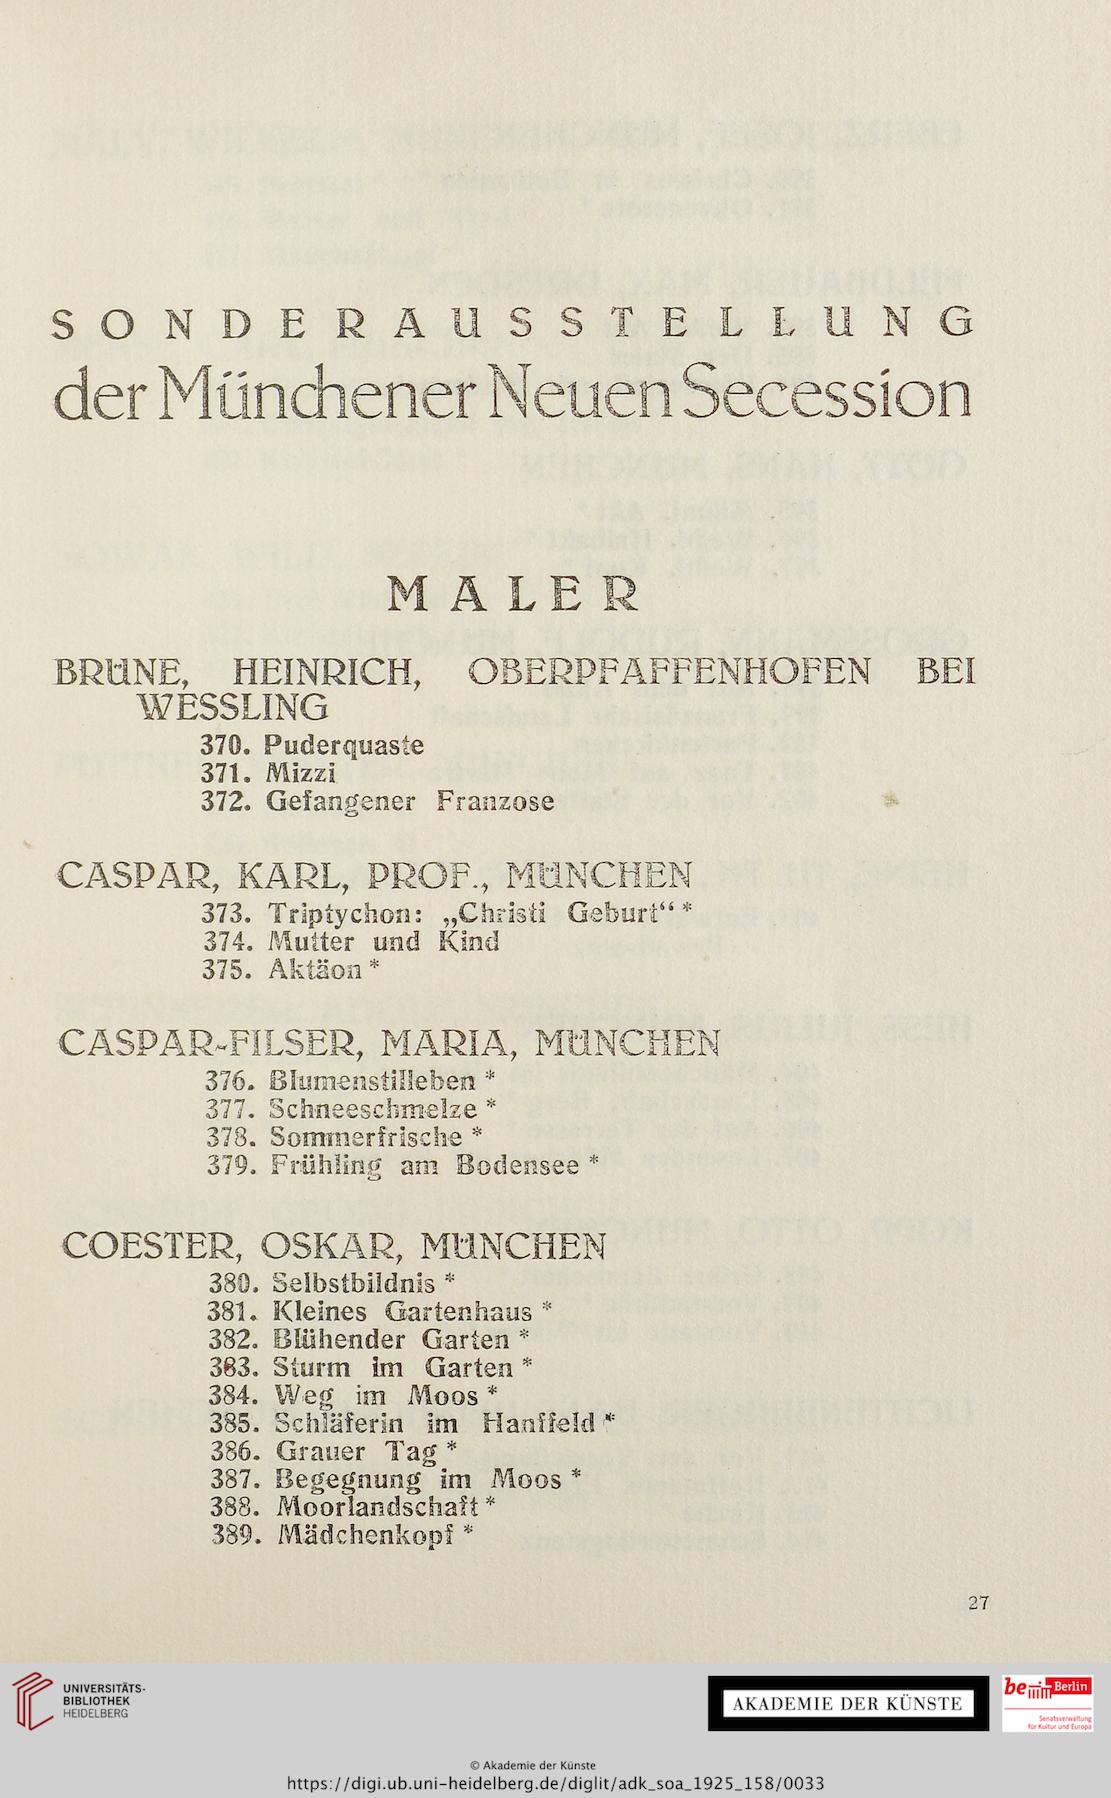 SONDERAUSSTELLUNG
der Münchener Neuen Secession
MALER
BRÜNE, HEINRICH, OBERPFAFFENHOFEN BEI
WESSLING
370. Puderquaste
371. Mizzi
372. Gefangener Franzose
CASPAR, KARL, PROF., MÜNCHEN
373. Triptychon: „Christi Geburt“ *
374. Mutter und Kind
375. Aktäon *
CASPAR-FILSER, MARIA, MÜNCHEN
376. Blumenstilleben *
377. Schneeschmelze *
378. Sommerfrische *
379. Frühling am Bodensee *
COESTER, OSKAR, MÜNCHEN
380. Selbstbildnis *
381. Kleines Gartenhaus *
382. Blühender Garten *
383. Sturm im Garten *
384. Weg im Moos *
385. Schläferin im Hanffeld *
386. Grauer Tag *
387. Begegnung im Moos *
388. Moorlandschaft *
389. Mädchenkopf *
27
UNIVERSITÄTS-
BIBLIOTHEK
HEIDELBERG
AKADEMIE DER KÜNSTE
be Berlin
Senatsverwaltung
für Kultur und Europa
© Akademie der Künste
https://digi.ub.uni-heidelberg.de/diglit/adk_soa_1925_158/0033